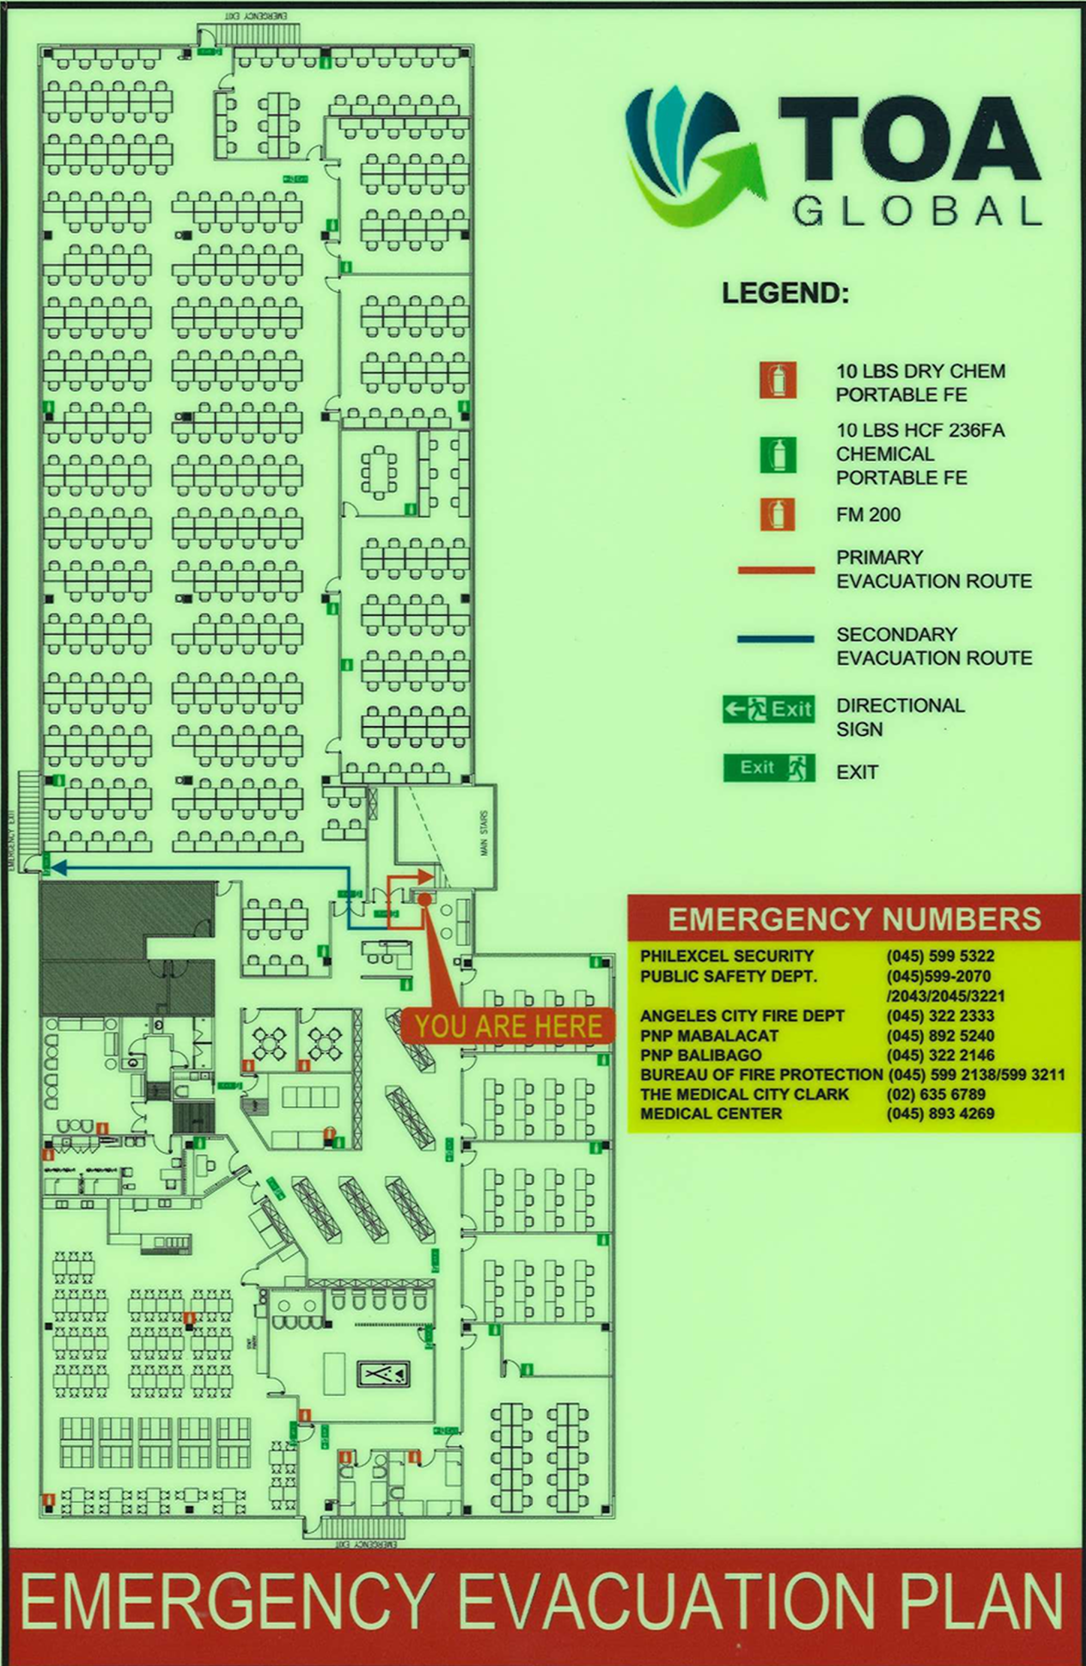 EMERGENCY EXIT
TOA
GLOBAL
LEGEND:
10 LBS DRY CHEM
PORTABLE FE
10 LBS HCF 236FA
CHEMICAL
PORTABLE FE
FM 200
PRIMARY
EVACUATION ROUTE
SECONDARY
EVACUATION ROUTE
Exit
DIRECTIONAL
SIGN
Exit
EXIT
EMERGENCY EXIT
MAIN STAIRS
YOU ARE HERE
EMERGENCY NUMBERS
PHILEXCEL SECURITY (045) 599 5322
PUBLIC SAFETY DEPT. (045)599-2070
/2043/2045/3221
ANGELES CITY FIRE DEPT (045) 322 2333
PNP MABALACAT (045) 892 5240
PNP BALIBAGO (045) 322 2146
BUREAU OF FIRE PROTECTION (045) 599 2138/599 3211
THE MEDICAL CITY CLARK (02) 635 6789
MEDICAL CENTER (045) 893 4269
EMERGENCY EXIT
EMERGENCY EVACUATION PLAN